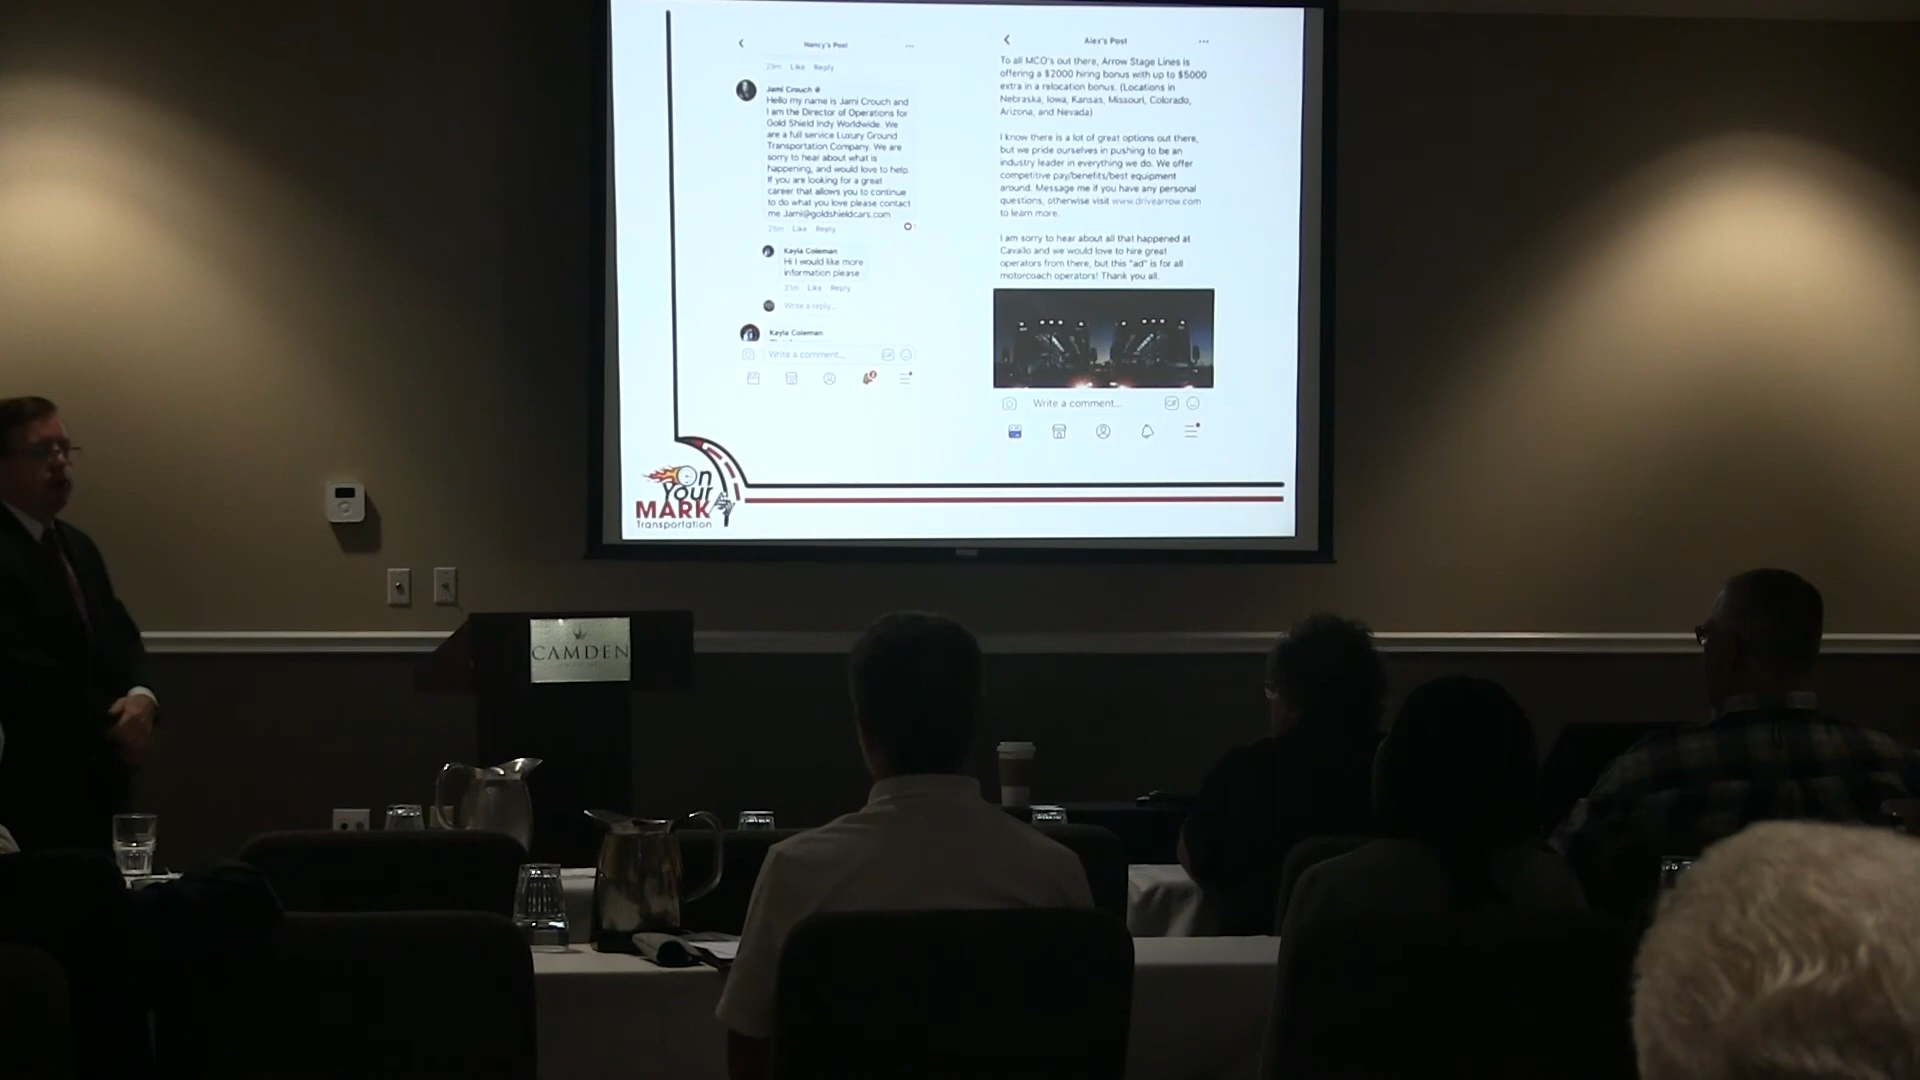 Nancy's Post
29m Like Reply
Jami Crouch
Hello my name is Jami Crouch and
I am the Director of Operations for
Gold Shield Indy Worldwide. We
are a full service Luxury Ground
Transportation Company. We are
sorry to hear about what is
happening, and would love to help.
If you are looking for a great
career that allows you to continue
to do what you love please contact
me Jami@goldshieldcars.com
Like Reply
1
Kayla Coleman
Hi I would like more
information please
21m Like Reply
Write a reply...
Kayla Coleman
Write a comment...
GIF
2
Alex's Post
To all MCO's out there, Arrow Stage Lines is
offering a $2000 hiring bonus with up to $5000
extra in a relocation bonus. (Locations in
Nebraska, Iowa, Kansas, Missouri, Colorado,
Arizona, and Nevada)
I know there is a lot of great options out there,
but we pride ourselves in pushing to be an
industry leader in everything we do. We offer
competitive pay/benefits/best equipment
around. Message me if you have any personal
questions, otherwise visit www.drivearrow.com
to learn more.
I am sorry to hear about all that happened at
Cavallo and we would love to hire great
operators from there, but this "ad" is for all
motorcoach operators! Thank you all.
Write a comment...
GIF
On
Your
MARK
Transportation
CAMDEN